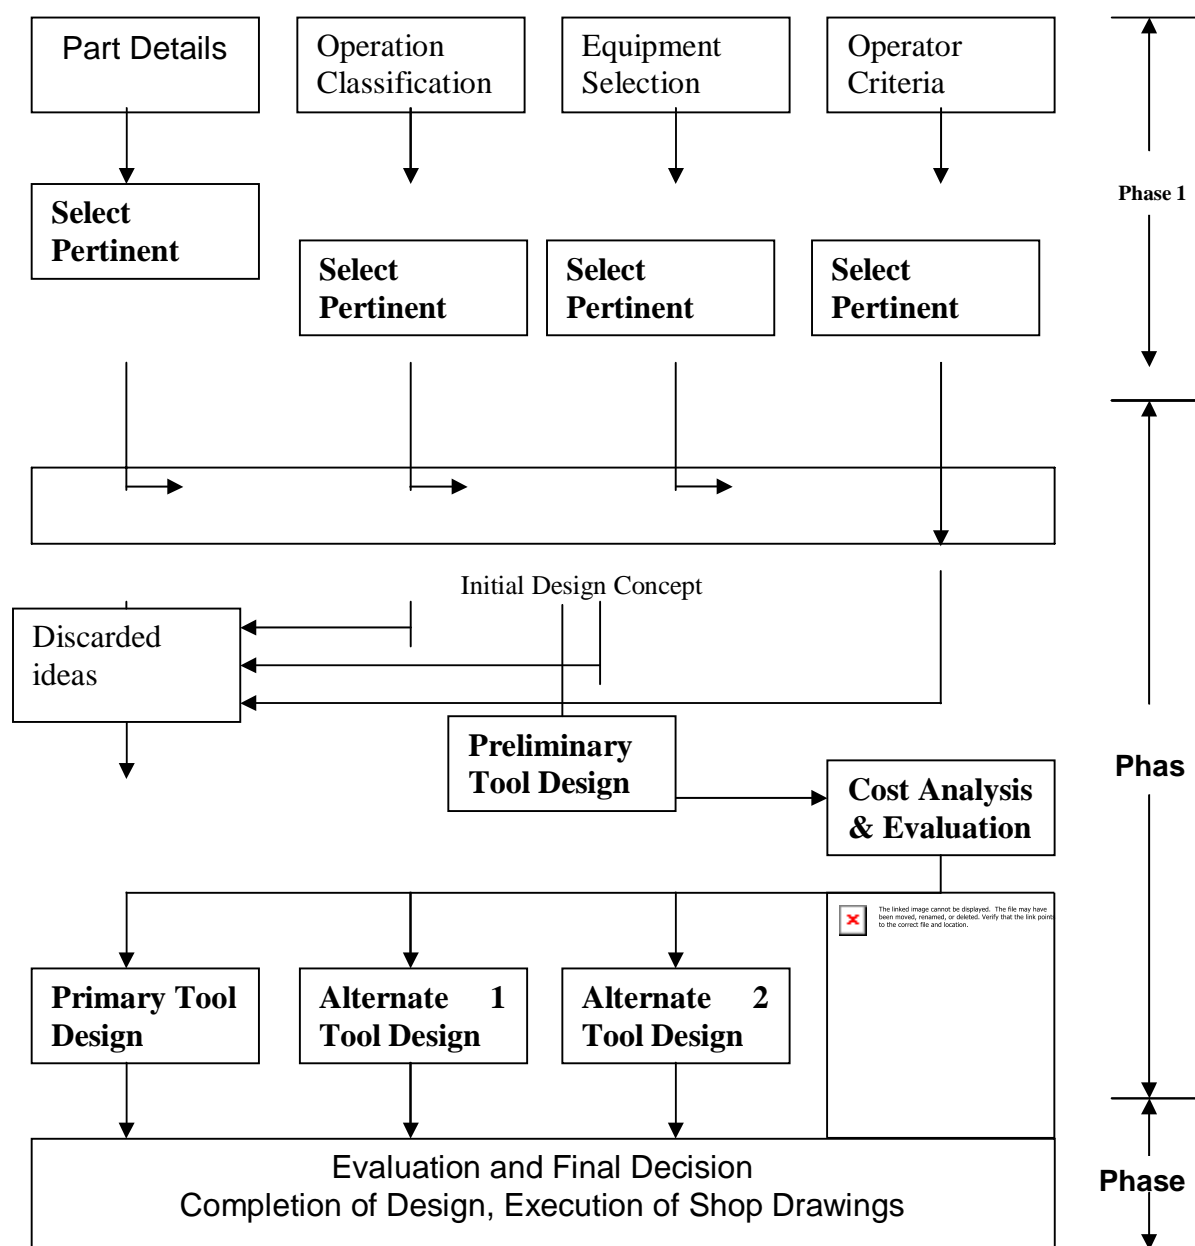 Part Details
Operation
Classification
Equipment
Selection
Operator
Criteria
Phase 1
Select
Pertinent
Select
Pertinent
Select
Pertinent
Select
Pertinent
Initial Design Concept
Discarded
ideas
Preliminary
Tool Design
Phas
Cost Analysis
& Evaluation
The linked image cannot be displayed. The file may have
been moved, renamed, or deleted. Verify that the link points
to the correct file and location.
Primary Tool
Design
Alternate 1
Tool Design
Alternate 2
Tool Design
Evaluation and Final Decision
Completion of Design, Execution of Shop Drawings
Phase